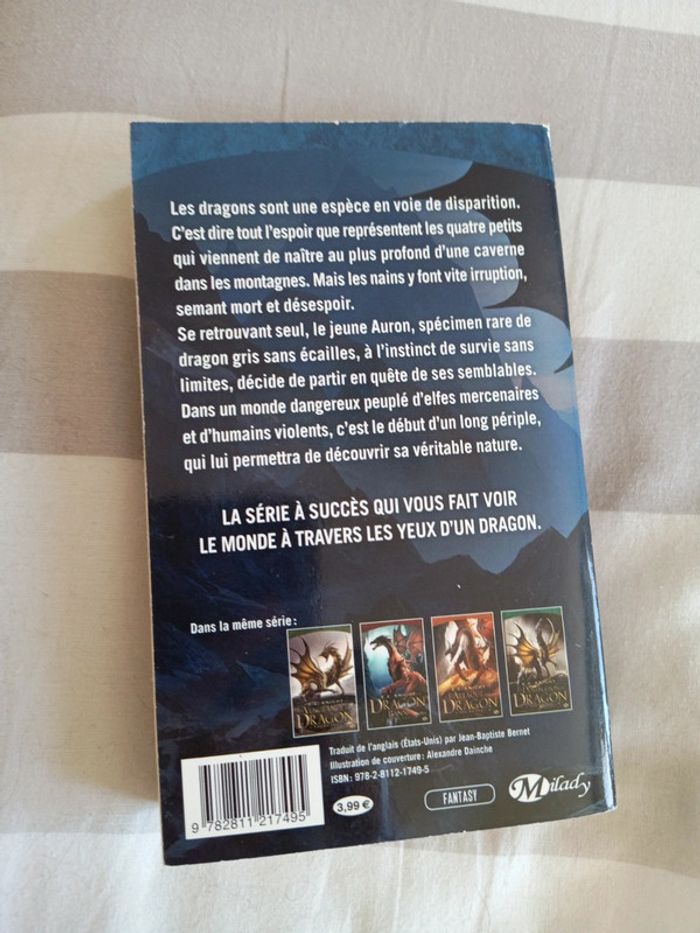 Les dragons sont une espèce en voie de disparition.
C'est dire tout l'espoir que représentent les quatre petits
qui viennent de naître au plus profond d'une caverne
dans les montagnes. Mais les nains y font vite irruption,
semant mort et désespoir.
Se retrouvant seul, le jeune Auron, spécimen rare de
dragon gris sans écailles, à l'instinct de survie sans
limites, décide de partir en quête de ses semblables.
Dans un monde dangereux peuplé d'elfes mercenaires
et d'humains violents, c'est le début d'un long périple,
qui lui permettra de découvrir sa véritable nature.
LA SÉRIE À SUCCÈS QUI VOUS FAIT VOIR
LE MONDE À TRAVERS LES YEUX D'UN DRAGON.
Dans la même série :
DRAGON
DRAGON
DRAGON
DRAGON
Traduit de l'anglais (États-Unis) par Jean-Baptiste Bernet
Illustration de couverture : Alexandre Dainche
ISBN : 978-2-8112-1749-5
9 782811 217495
3,99 €
FANTASY
Milady